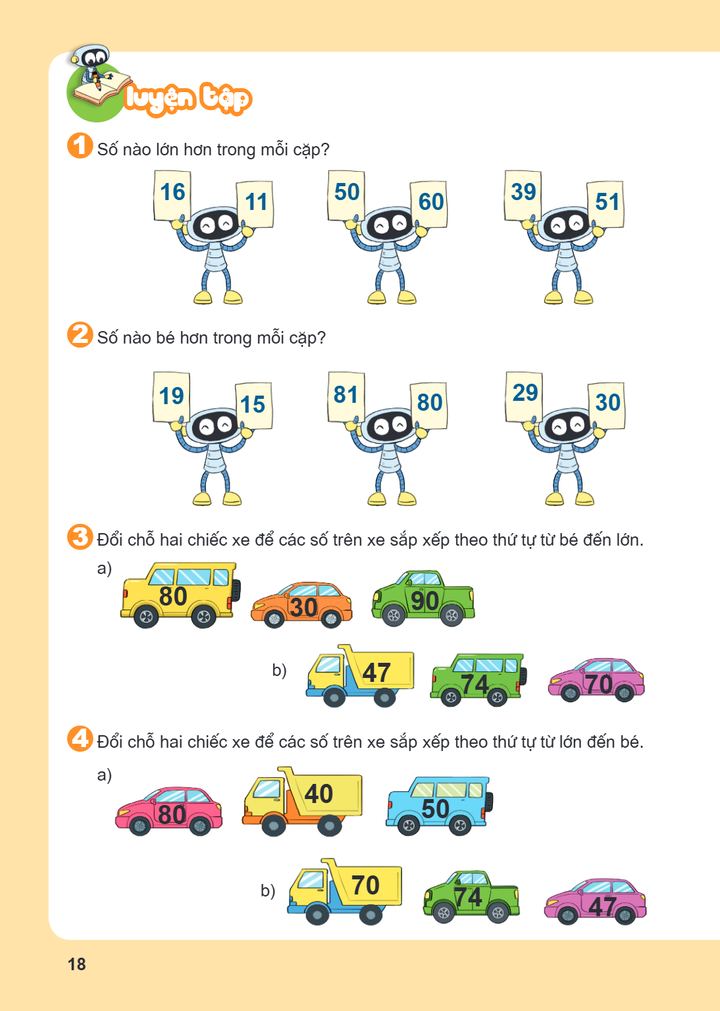 luyện tập
1 Số nào lớn hơn trong mỗi cặp?
16 11 50 60 39 51
2 Số nào bé hơn trong mỗi cặp?
19 15 81 80 29 30
3 Đổi chỗ hai chiếc xe để các số trên xe sắp xếp theo thứ tự từ bé đến lớn.
a) 80 30 90
b) 47 74 70
4 Đổi chỗ hai chiếc xe để các số trên xe sắp xếp theo thứ tự từ lớn đến bé.
a) 80 40 50
b) 70 74 47
18